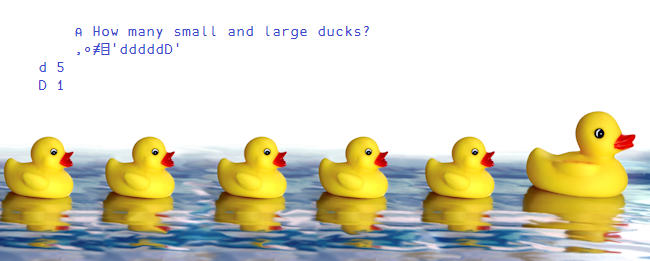 ⍝ How many small and large ducks?
,∘≢⌸'dddddD'
d 5
D 1